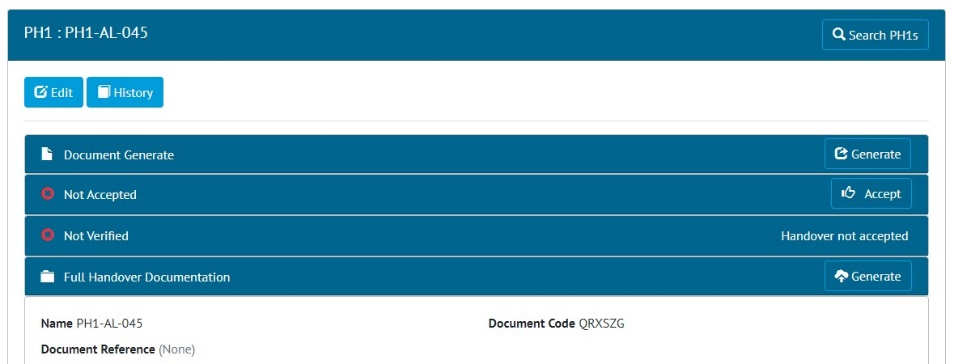 PH1 : PH1-AL-045 Search PH1s
Edit History
Document Generate Generate
Not Accepted Accept
Not Verified Handover not accepted
Full Handover Documentation Generate
Name PH1-AL-045 Document Code QRXSZG
Document Reference (None)